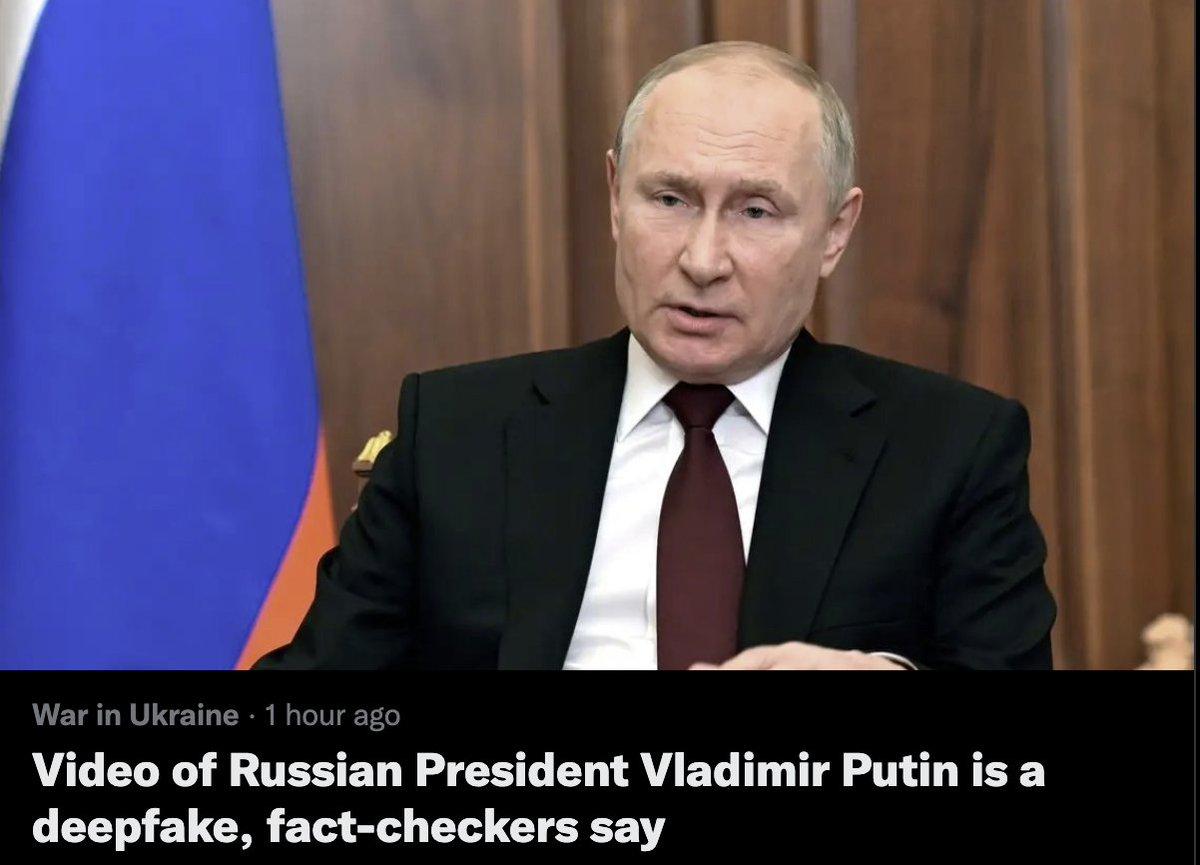 War in Ukraine · 1 hour ago
Video of Russian President Vladimir Putin is a
deepfake, fact-checkers say